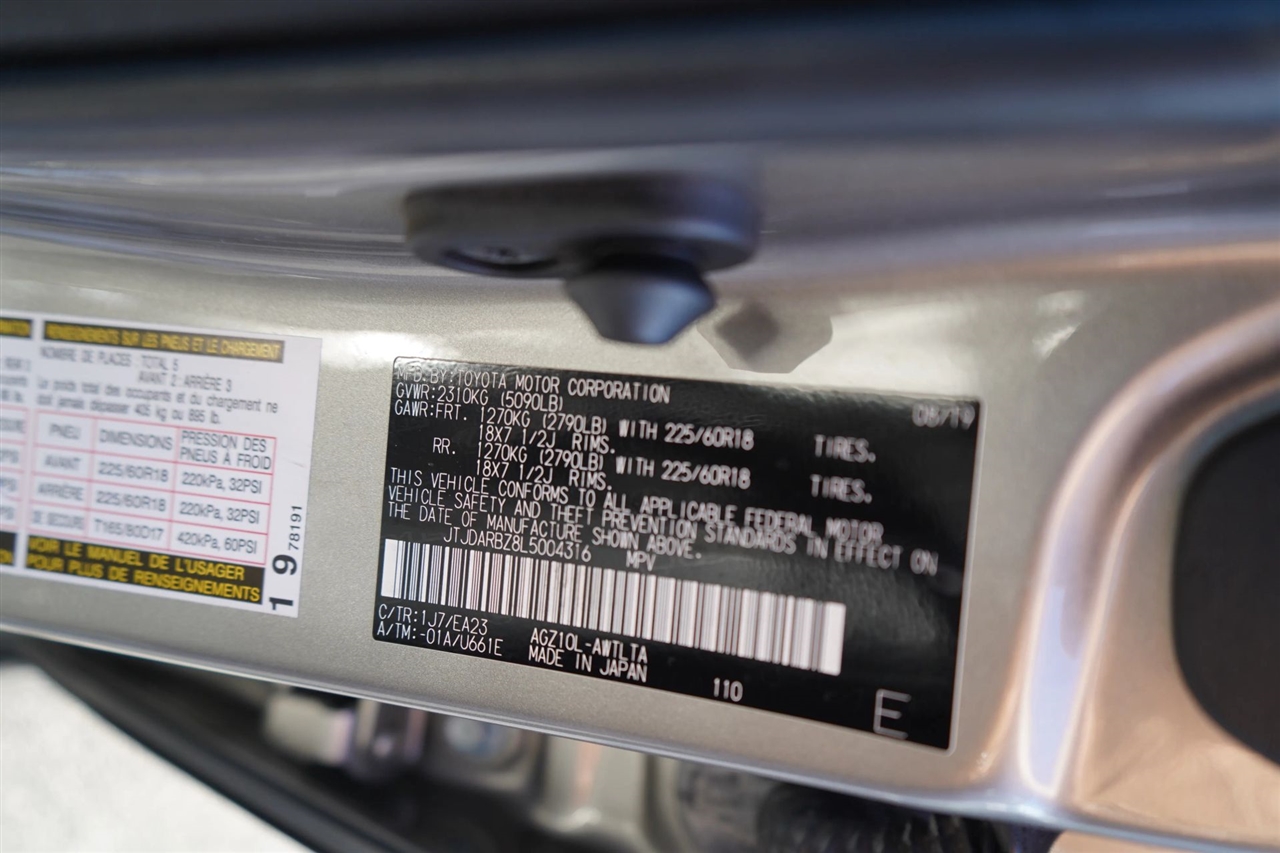 RENSEIGNEMENTS SUR LES PNEUS ET LE CHARGEMENT
NOMBRE DE PLACES : TOTAL 5
AVANT 2 : ARRIÈRE 3
Le poids total des occupants et du chargement ne
doit jamais dépasser 405 kg ou 895 lb.
PNEU DIMENSIONS PRESSION DES PNEUS À FROID
AVANT 225/60R18 220kPa, 32PSI
ARRIÈRE 225/60R18 220kPa, 32PSI
DE SECOURS T165/80D17 420kPa, 60PSI
VOIR LE MANUEL DE L'USAGER
POUR PLUS DE RENSEIGNEMENTS
1 9 78191
MFD.BY:TOYOTA MOTOR CORPORATION 08/19
GVWR:2310KG (5090LB)
GAWR:FRT. 1270KG (2790LB) WITH 225/60R18 TIRES.
18X7 1/2J RIMS.
RR. 1270KG (2790LB) WITH 225/60R18 TIRES.
18X7 1/2J RIMS.
THIS VEHICLE CONFORMS TO ALL APPLICABLE FEDERAL MOTOR
VEHICLE SAFETY AND THEFT PREVENTION STANDARDS IN EFFECT ON
THE DATE OF MANUFACTURE SHOWN ABOVE.
JTJDARBZ8L5004316 MPV
C/TR:1J7/EA23
A/TM:-01A/U661E
AGZ10L-AWTLTA
MADE IN JAPAN
110
E